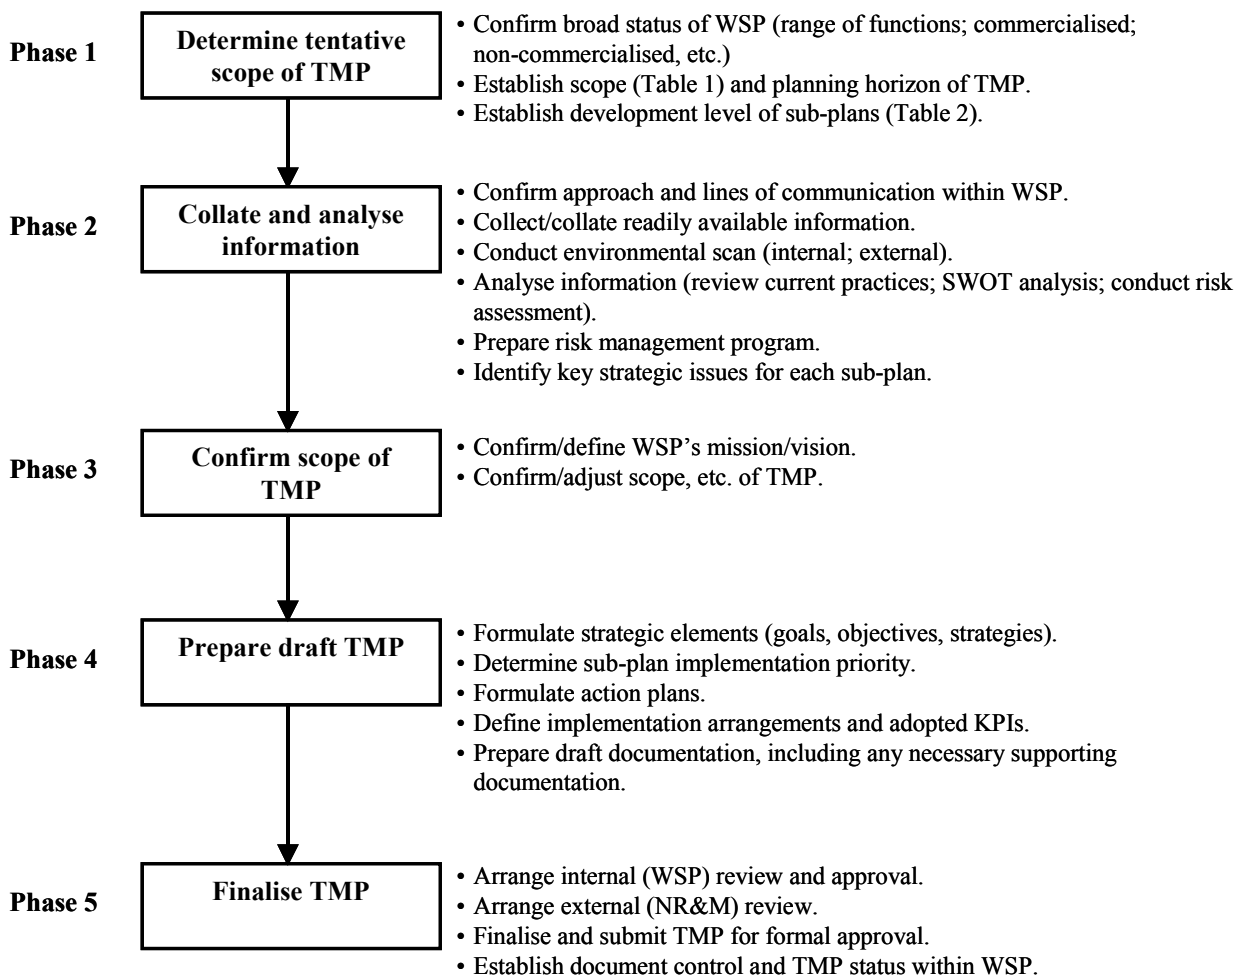 Phase 1
Determine tentative
scope of TMP
• Confirm broad status of WSP (range of functions; commercialised;
non-commercialised, etc.)
• Establish scope (Table 1) and planning horizon of TMP.
• Establish development level of sub-plans (Table 2).
Phase 2
Collate and analyse
information
• Confirm approach and lines of communication within WSP.
• Collect/collate readily available information.
• Conduct environmental scan (internal; external).
• Analyse information (review current practices; SWOT analysis; conduct risk
assessment).
• Prepare risk management program.
• Identify key strategic issues for each sub-plan.
Phase 3
Confirm scope of
TMP
• Confirm/define WSP’s mission/vision.
• Confirm/adjust scope, etc. of TMP.
Phase 4
Prepare draft TMP
• Formulate strategic elements (goals, objectives, strategies).
• Determine sub-plan implementation priority.
• Formulate action plans.
• Define implementation arrangements and adopted KPIs.
• Prepare draft documentation, including any necessary supporting
documentation.
Phase 5
Finalise TMP
• Arrange internal (WSP) review and approval.
• Arrange external (NR&M) review.
• Finalise and submit TMP for formal approval.
• Establish document control and TMP status within WSP.